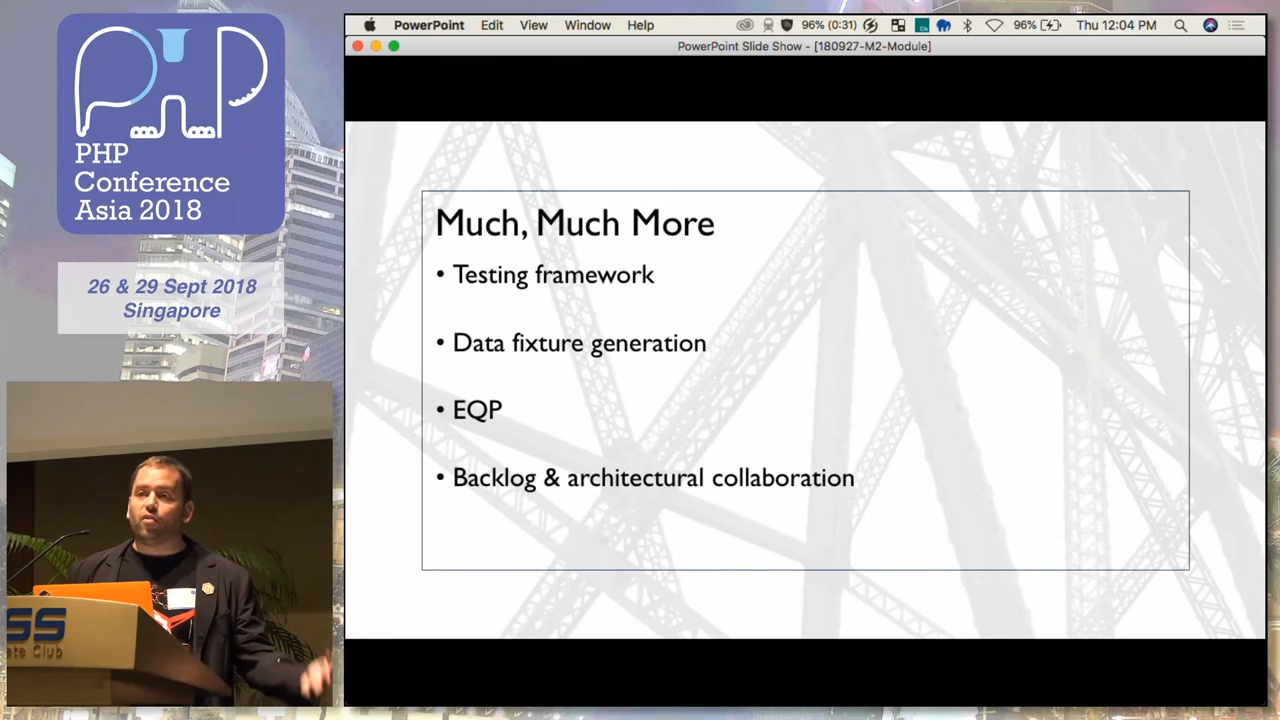 PHP
Conference
Asia 2018
26 & 29 Sept 2018
Singapore
PowerPoint Edit View Window Help 96% (0:31) 96% Thu 12:04 PM
PowerPoint Slide Show - [180927-M2-Module]
Much, Much More
• Testing framework
• Data fixture generation
• EQP
• Backlog & architectural collaboration
SS
Club